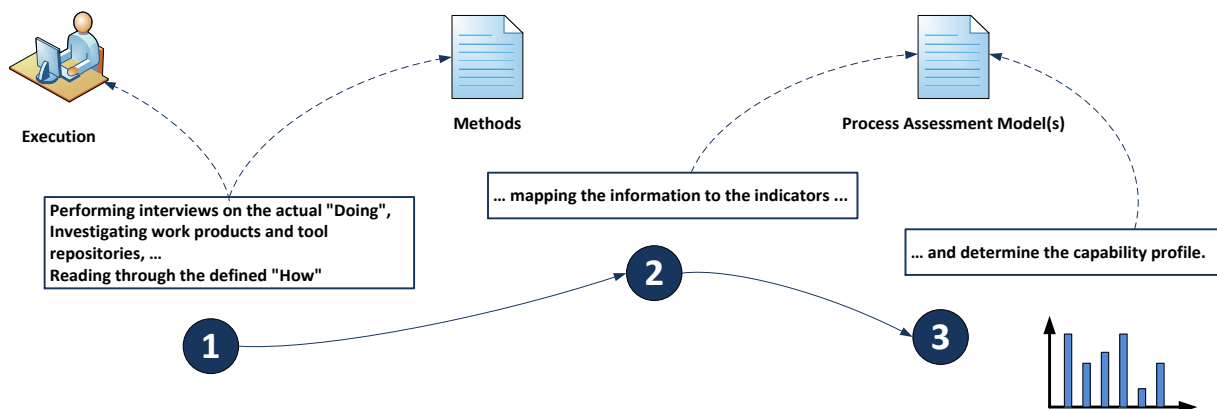 Execution
Methods
Process Assessment Model(s)
Performing interviews on the actual "Doing",
Investigating work products and tool
repositories, …
Reading through the defined "How"
… mapping the information to the indicators ...
… and determine the capability profile.
1
2
3